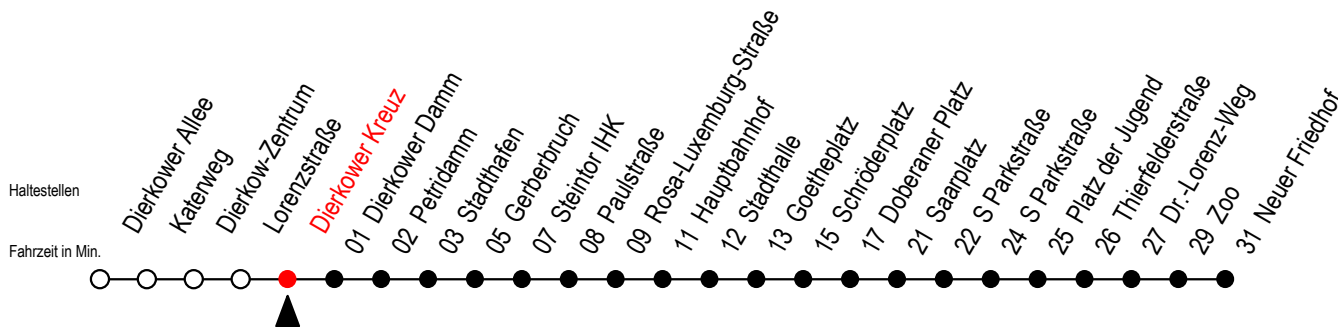 Haltestellen
Fahrzeit in Min.
Dierkower Allee
Katerweg
Dierkow-Zentrum
Lorenzstraße
Dierkower Kreuz
01 Dierkower Damm
02 Petridamm
03 Stadthafen
05 Gerberbruch
07 Steintor IHK
08 Paulstraße
09 Rosa-Luxemburg-Straße
11 Hauptbahnhof
12 Stadthalle
13 Goetheplatz
15 Schröderplatz
17 Doberaner Platz
21 Saarplatz
22 S Parkstraße
24 S Parkstraße
25 Platz der Jugend
26 Thierfelderstraße
27 Dr.-Lorenz-Weg
29 Zoo
31 Neuer Friedhof